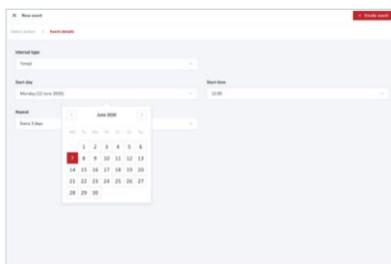 × New event
+ Create event
Select action / Event details
Interval type
Timed
Start day
Start time
Monday (22 June 2020)
12:00
Repeat
Every 3 days
June 2020
1 2 3 4 5 6
7 8 9 10 11 12 13
14 15 16 17 18 19 20
21 22 23 24 25 26 27
28 29 30